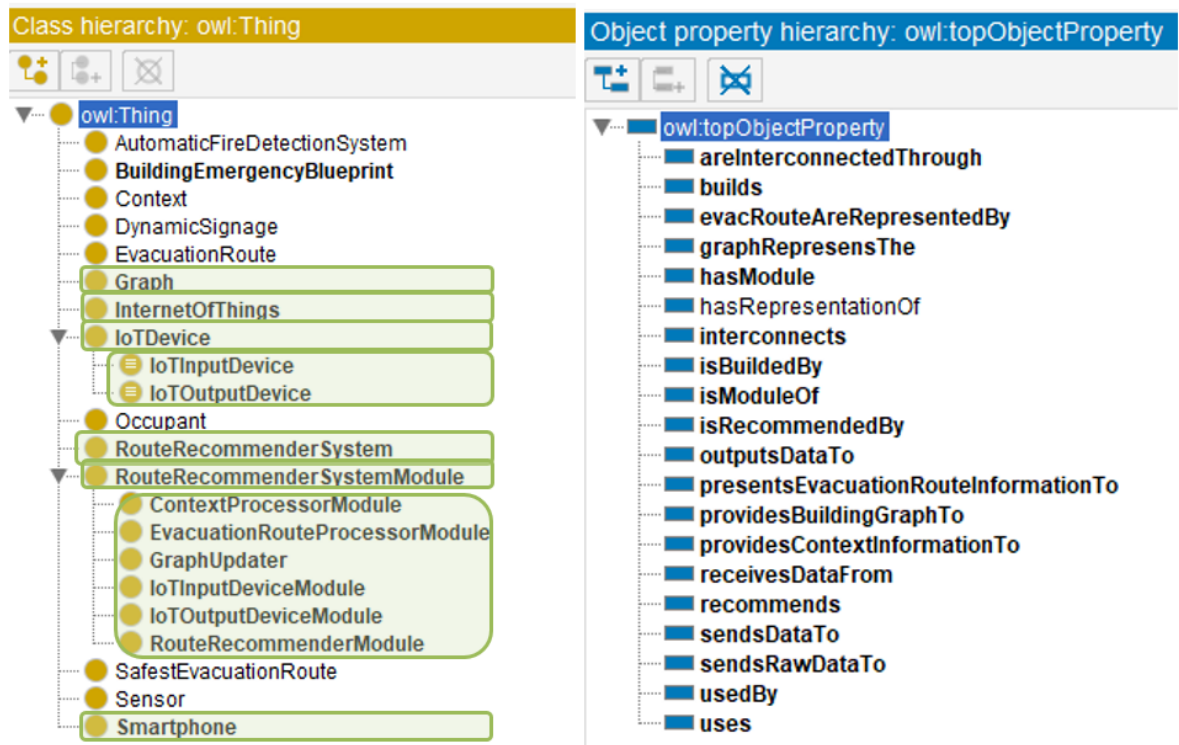 Class hierarchy: owl:Thing
owl:Thing
AutomaticFireDetectionSystem
BuildingEmergencyBlueprint
Context
DynamicSignage
EvacuationRoute
Graph
InternetOfThings
IoTDevice
IoTInputDevice
IoTOutputDevice
Occupant
RouteRecommenderSystem
RouteRecommenderSystemModule
ContextProcessorModule
EvacuationRouteProcessorModule
GraphUpdater
IoTInputDeviceModule
IoTOutputDeviceModule
RouteRecommenderModule
SafestEvacuationRoute
Sensor
Smartphone
Object property hierarchy: owl:topObjectProperty
owl:topObjectProperty
areInterconnectedThrough
builds
evacRouteAreRepresentedBy
graphRepresensThe
hasModule
hasRepresentationOf
interconnects
isBuildedBy
isModuleOf
isRecommendedBy
outputsDataTo
presentsEvacuationRouteInformationTo
providesBuildingGraphTo
providesContextInformationTo
receivesDataFrom
recommends
sendsDataTo
sendsRawDataTo
usedBy
uses